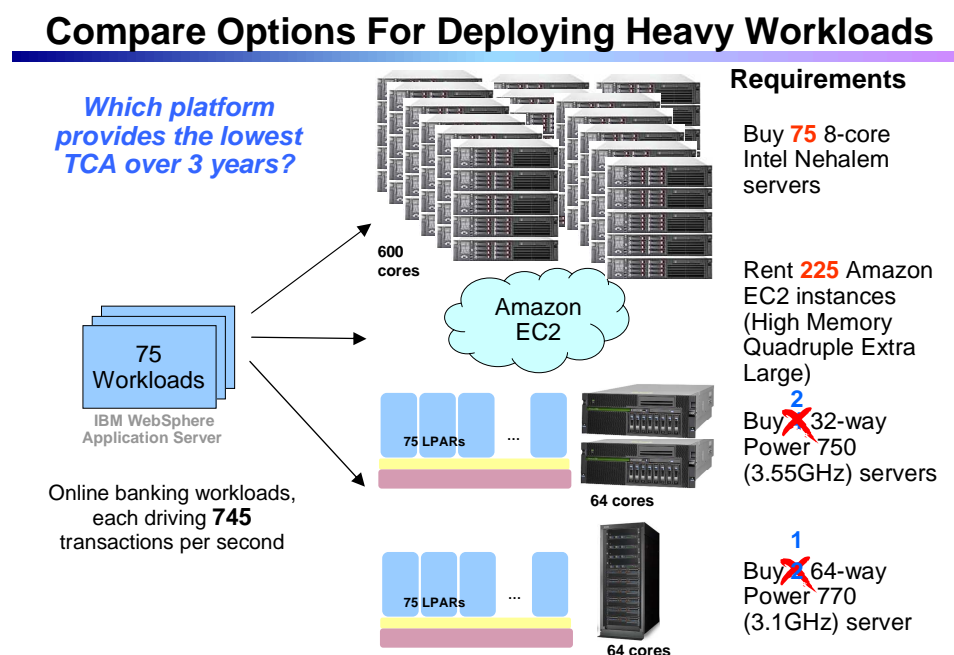 Compare Options For Deploying Heavy Workloads
Which platform
provides the lowest
TCA over 3 years?
Requirements
Buy 75 8-core
Intel Nehalem
servers
600
cores
Rent 225 Amazon
EC2 instances
(High Memory
Quadruple Extra
Large)
Amazon
EC2
75
Workloads
IBM WebSphere
Application Server
2
Buy 32-way
Power 750
(3.55GHz) servers
75 LPARs
...
64 cores
Online banking workloads,
each driving 745
transactions per second
1
Buy 2 64-way
Power 770
(3.1GHz) server
75 LPARs
...
64 cores